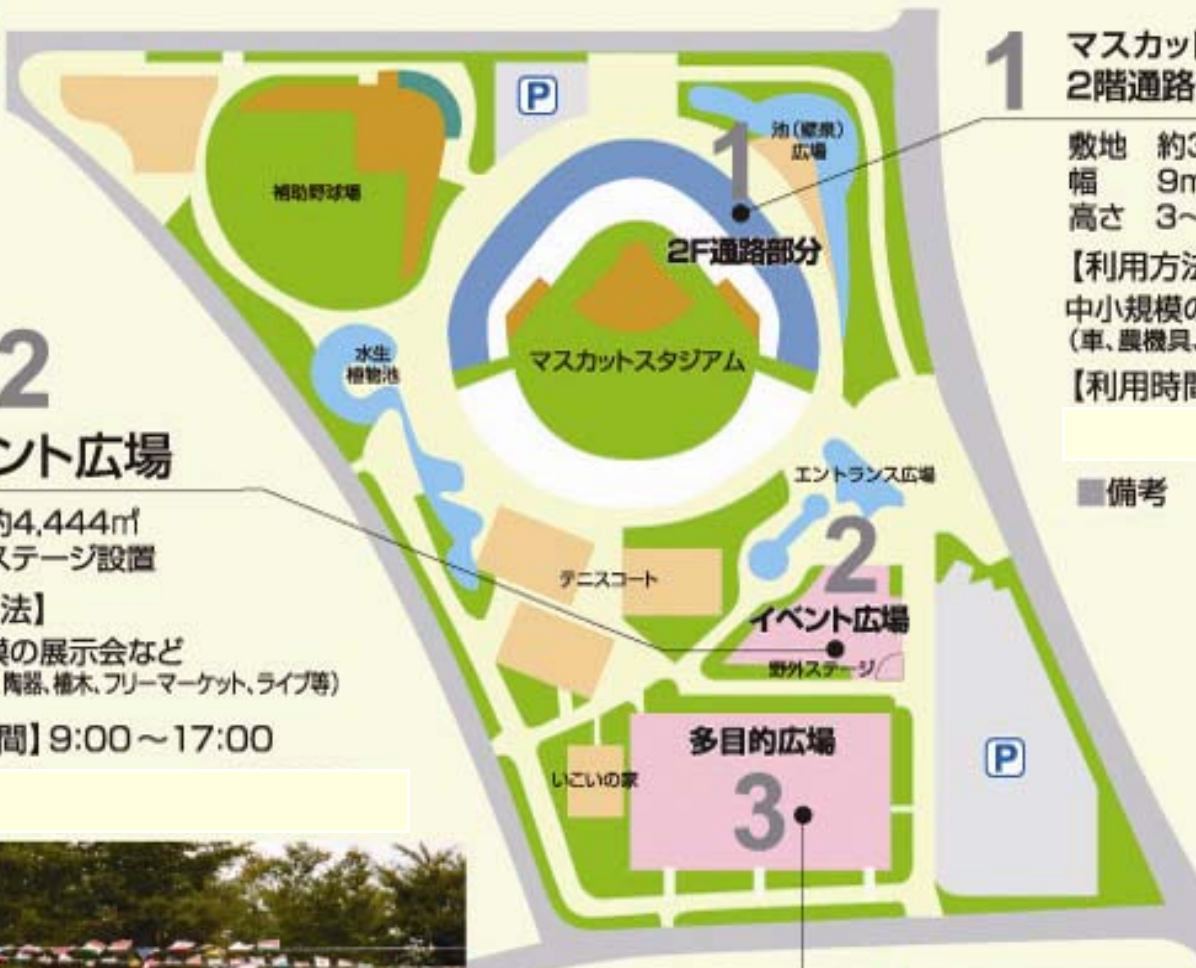 1
マスカット
2階通路
敷地 約3
幅 9m
高さ 3～
【利用方法
中小規模の
(車、農機具、
【利用時間
■備考
P
1
池(壁泉)
広場
補助野球場
2F通路部分
水生
植物池
マスカットスタジアム
2
ント広場
約4,444㎡
ステージ設置
法】
模の展示会など
陶器、植木、フリーマーケット、ライブ等)
間】9:00～17:00
エントランス広場
2
テニスコート
イベント広場
野外ステージ
多目的広場
いこいの家
3
P